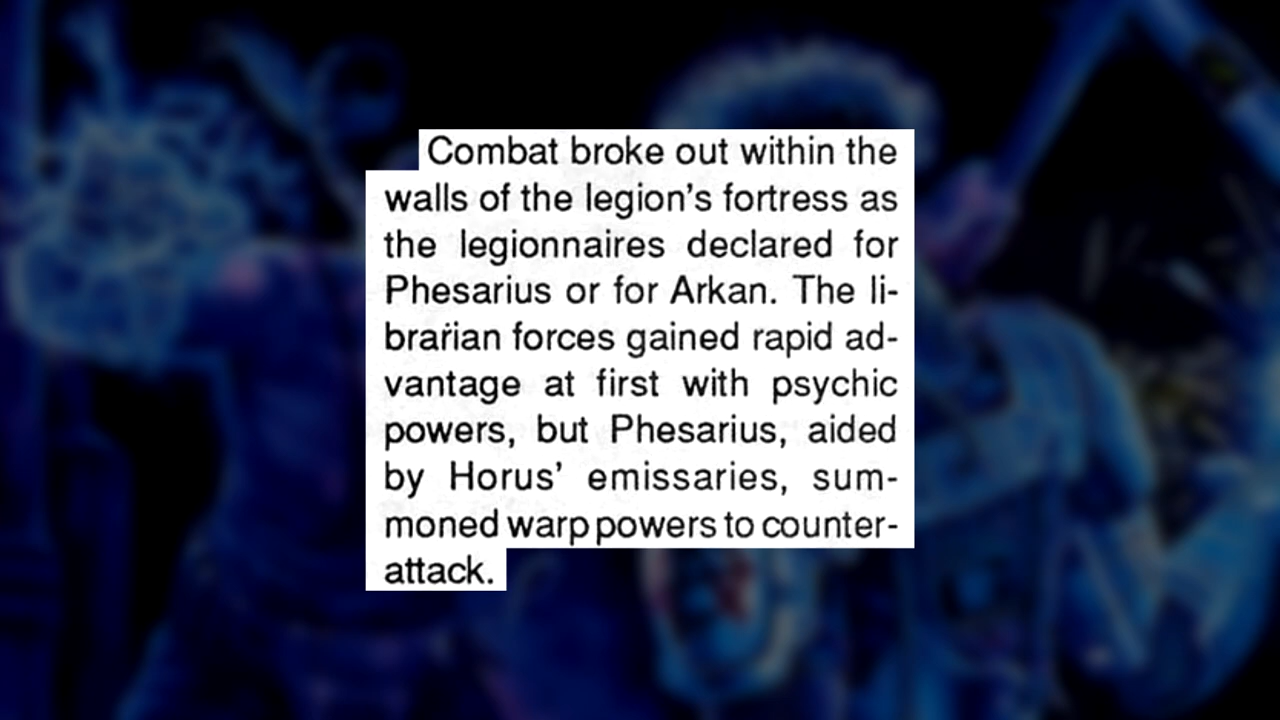 Combat broke out within the
walls of the legion's fortress as
the legionnaires declared for
Phesarius or for Arkan. The li-
brarian forces gained rapid ad-
vantage at first with psychic
powers, but Phesarius, aided
by Horus' emissaries, sum-
moned warp powers to counter-
attack.